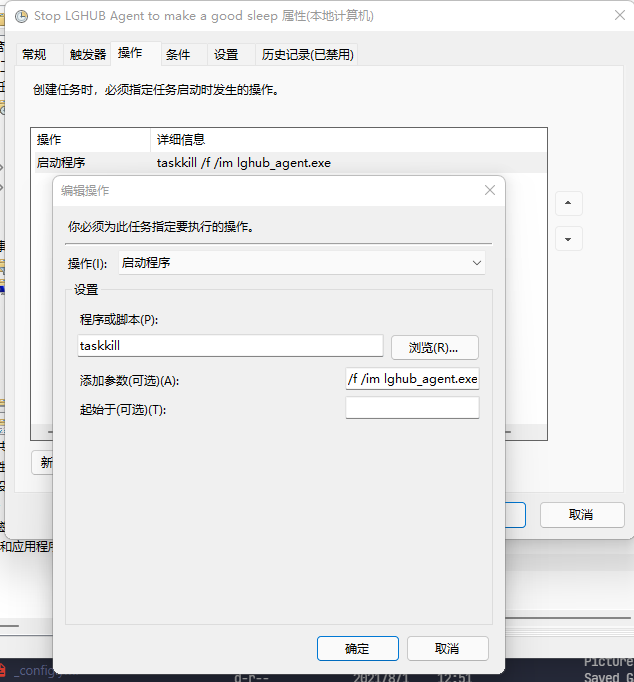 Stop LGHUB Agent to make a good sleep 属性(本地计算机)
常规 触发器 操作 条件 设置 历史记录(已禁用)
创建任务时，必须指定任务启动时发生的操作。
操作 详细信息
启动程序 taskkill /f /im lghub_agent.exe
编辑操作
你必须为此任务指定要执行的操作。
操作(I): 启动程序
设置
程序或脚本(P):
taskkill 浏览(R)...
添加参数(可选)(A): /f /im lghub_agent.exe
起始于(可选)(T):
新
取消
和应用程序
确定 取消
_config
d-r-- 2021/8/1 12:51
Picture
Saved G